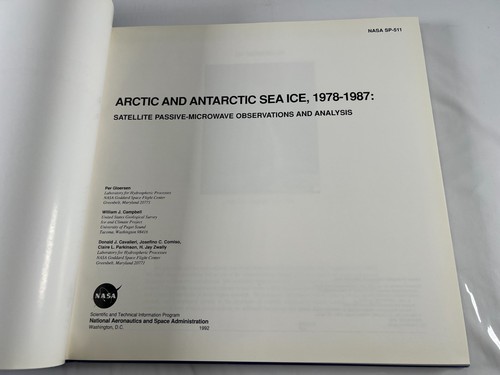 NASA SP-511
ARCTIC AND ANTARCTIC SEA ICE, 1978-1987:
SATELLITE PASSIVE-MICROWAVE OBSERVATIONS AND ANALYSIS
Per Gloersen
Laboratory for Hydrospheric Processes
NASA Goddard Space Flight Center
Greenbelt, Maryland 20771
William J. Campbell
United States Geological Survey
Ice and Climate Project
University of Puget Sound
Tacoma, Washington 98416
Donald J. Cavalieri, Josefino C. Comiso,
Claire L. Parkinson, H. Jay Zwally
Laboratory for Hydrospheric Processes
NASA Goddard Space Flight Center
Greenbelt, Maryland 20771
NASA
Scientific and Technical Information Program
National Aeronautics and Space Administration
Washington, D.C. 1992